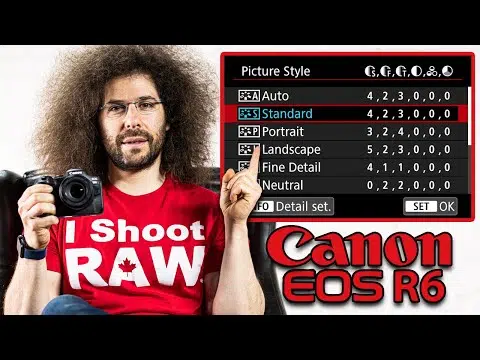 Picture Style
Auto 4, 2, 3, 0, 0, 0
Standard 4, 2, 3, 0, 0, 0
Portrait 3, 2, 4, 0, 0, 0
Landscape 5, 2, 3, 0, 0, 0
Fine Detail 4, 1, 1, 0, 0, 0
Neutral 0, 2, 2, 0, 0, 0
FO Detail set. SET OK
I Shoot
RAW.
Canon
EOS R6